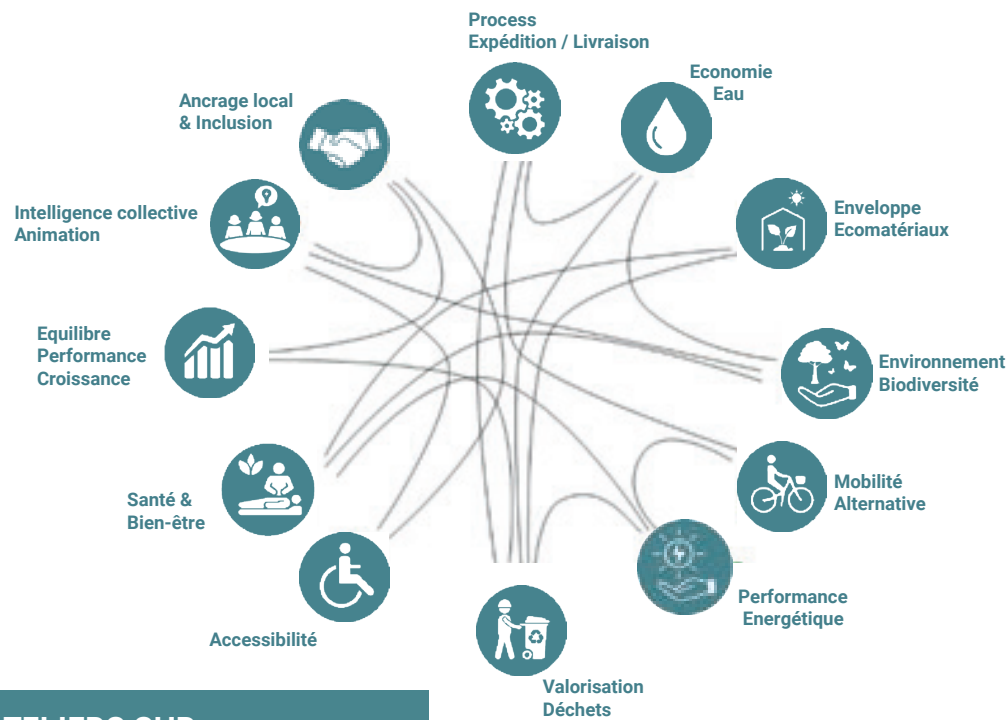 Process
Expédition / Livraison
Economie
Eau
Ancrage local
& Inclusion
Enveloppe
Ecomatériaux
Intelligence collective
Animation
Equilibre
Performance
Croissance
Environnement
Biodiversité
Mobilité
Alternative
Santé &
Bien-être
Performance
Energétique
Accessibilité
Valorisation
Déchets